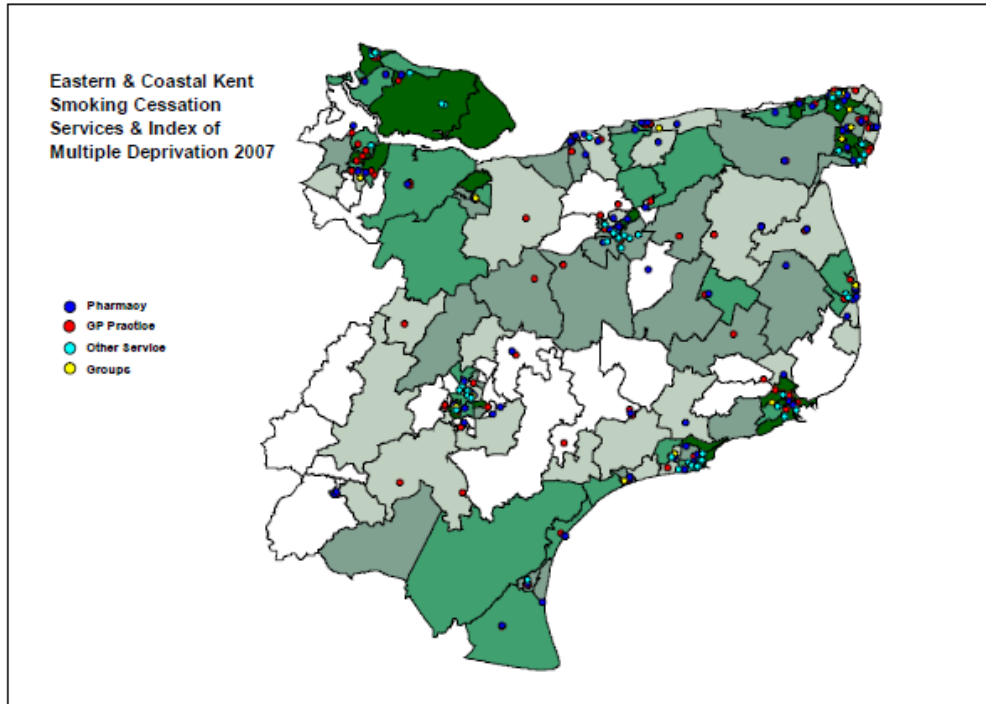 Eastern & Coastal Kent
Smoking Cessation
Services & Index of
Multiple Deprivation 2007
Pharmacy
GP Practice
Other Service
Groups